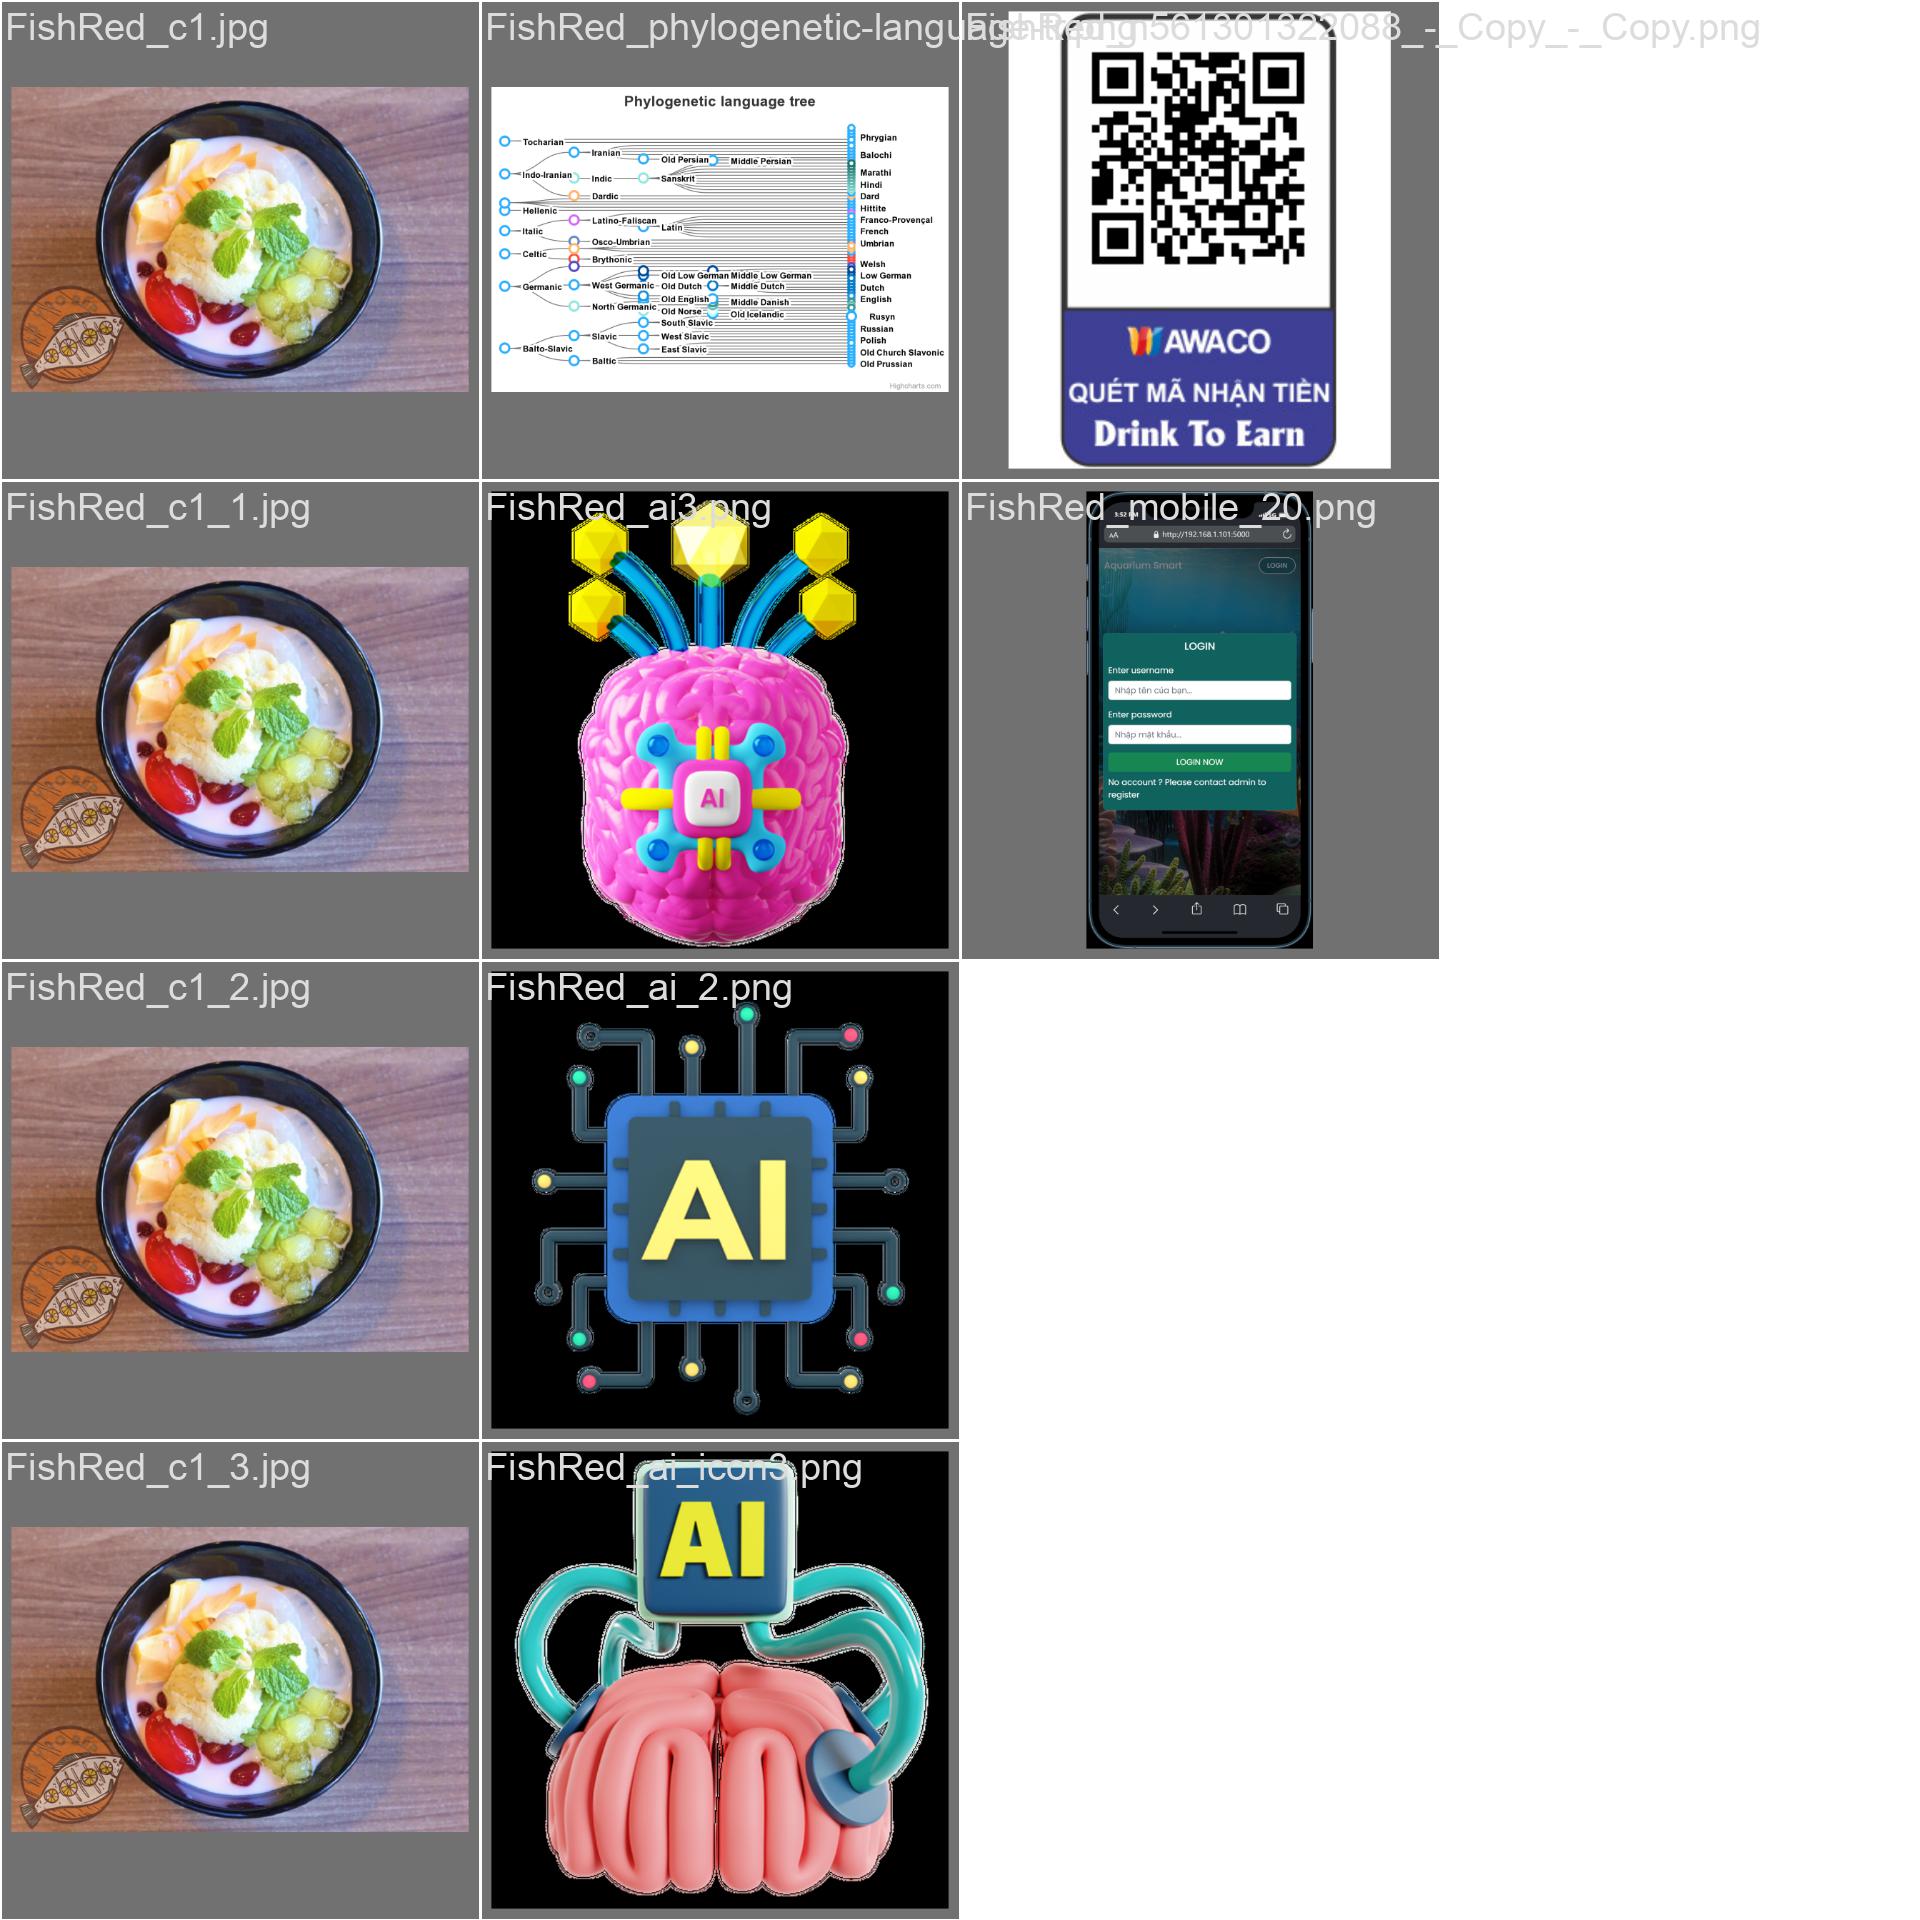 FishRed_c1.jpg
FishRed_phylogenetic-language-tree.png
561301322088_-_Copy_-_Copy.png
Phylogenetic language tree
Tocharian
Iranian
Old Persian
Middle Persian
Indo-Iranian
Indic
Sanskrit
Dardic
Hellenic
Latino-Faliscan
Latin
Italic
Osco-Umbrian
Celtic
Brythonic
Germanic
West Germanic
Old Low German
Middle Low German
Old Dutch
Middle Dutch
Old English
Middle Danish
North Germanic
Old Norse
Old Icelandic
South Slavic
Slavic
West Slavic
Balto-Slavic
East Slavic
Baltic
Phrygian
Balochi
Marathi
Hindi
Dard
Hittite
Franco-Provençal
French
Umbrian
Welsh
Low German
Dutch
English
Rusyn
Russian
Polish
Old Church Slavonic
Old Prussian
Highcharts.com
AWACO
QUÉT MÃ NHẬN TIỀN
Drink To Earn
FishRed_c1_1.jpg
FishRed_ai3.png
AI
FishRed_mobile_20.png
3:52 PM
AA
http://192.168.1.101:5000
Aquarium Smart
LOGIN
LOGIN
Enter username
Nhập tên của bạn...
Enter password
Nhập mật khẩu...
LOGIN NOW
No account ? Please contact admin to
register
FishRed_c1_2.jpg
FishRed_ai_2.png
AI
FishRed_c1_3.jpg
FishRed_ai_icon3.png
AI